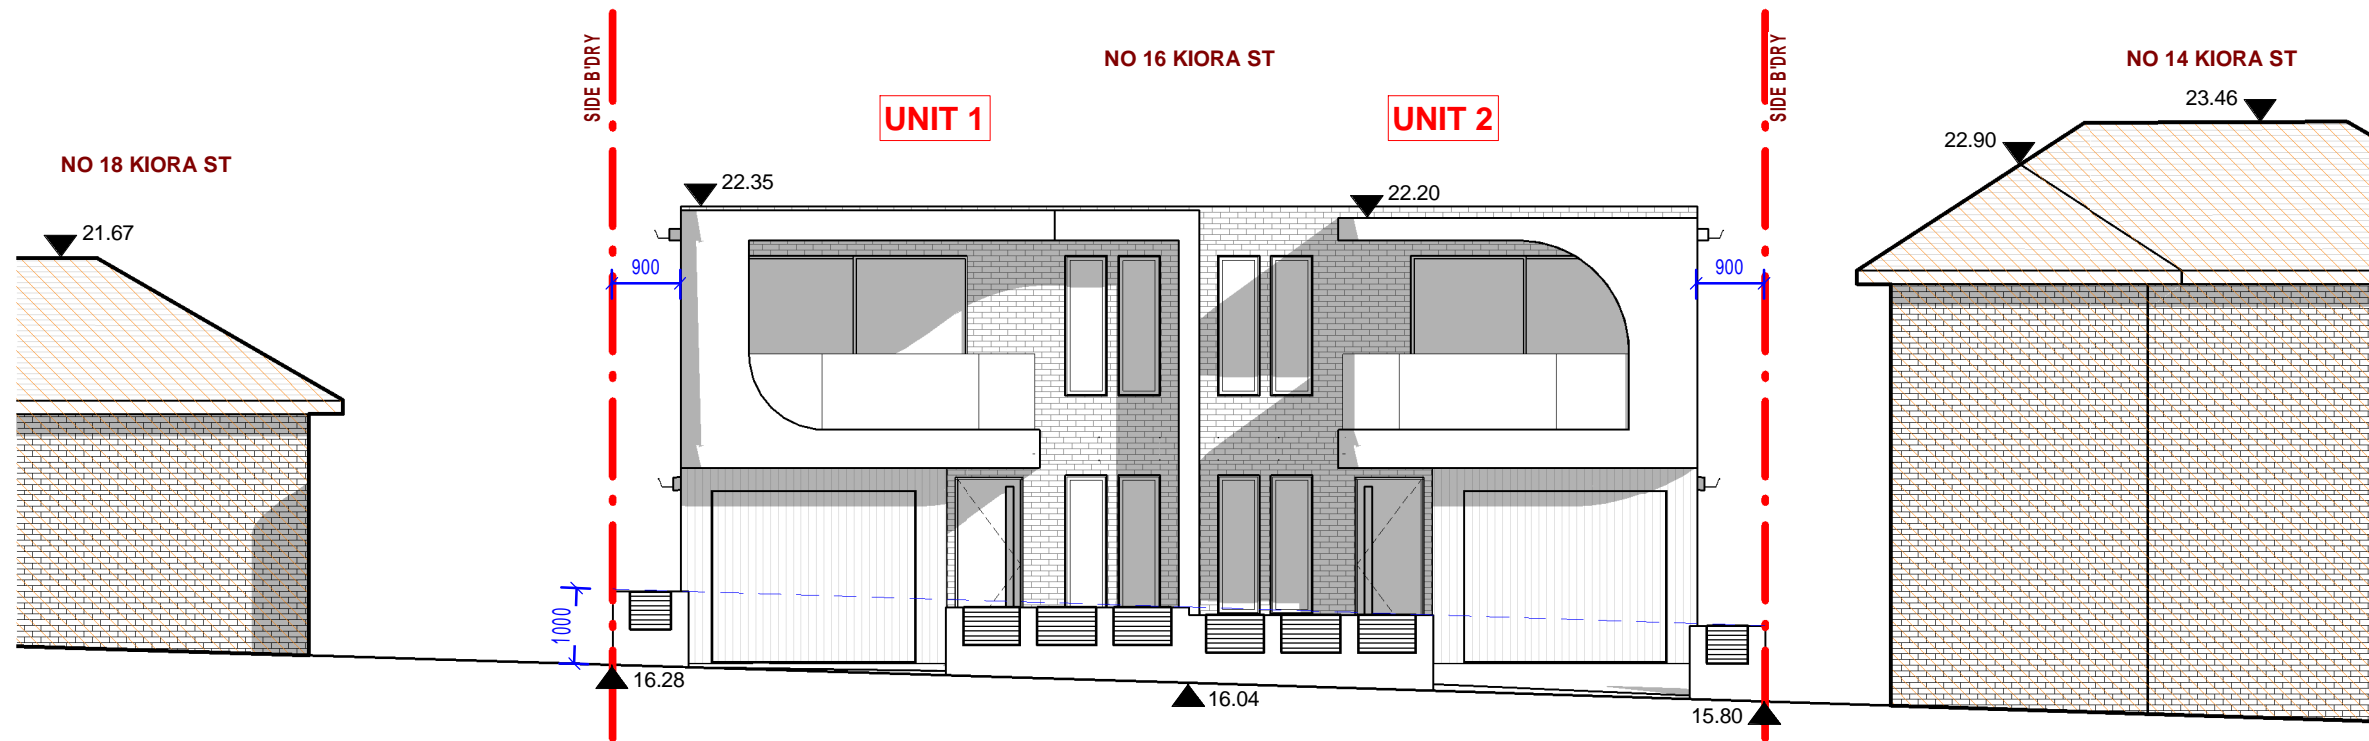 SIDE B'DRY
NO 16 KIORA ST
SIDE B'DRY
NO 14 KIORA ST
23.46
UNIT 1
UNIT 2
22.90
NO 18 KIORA ST
22.35
22.20
21.67
900
900
1000
16.28
16.04
15.80